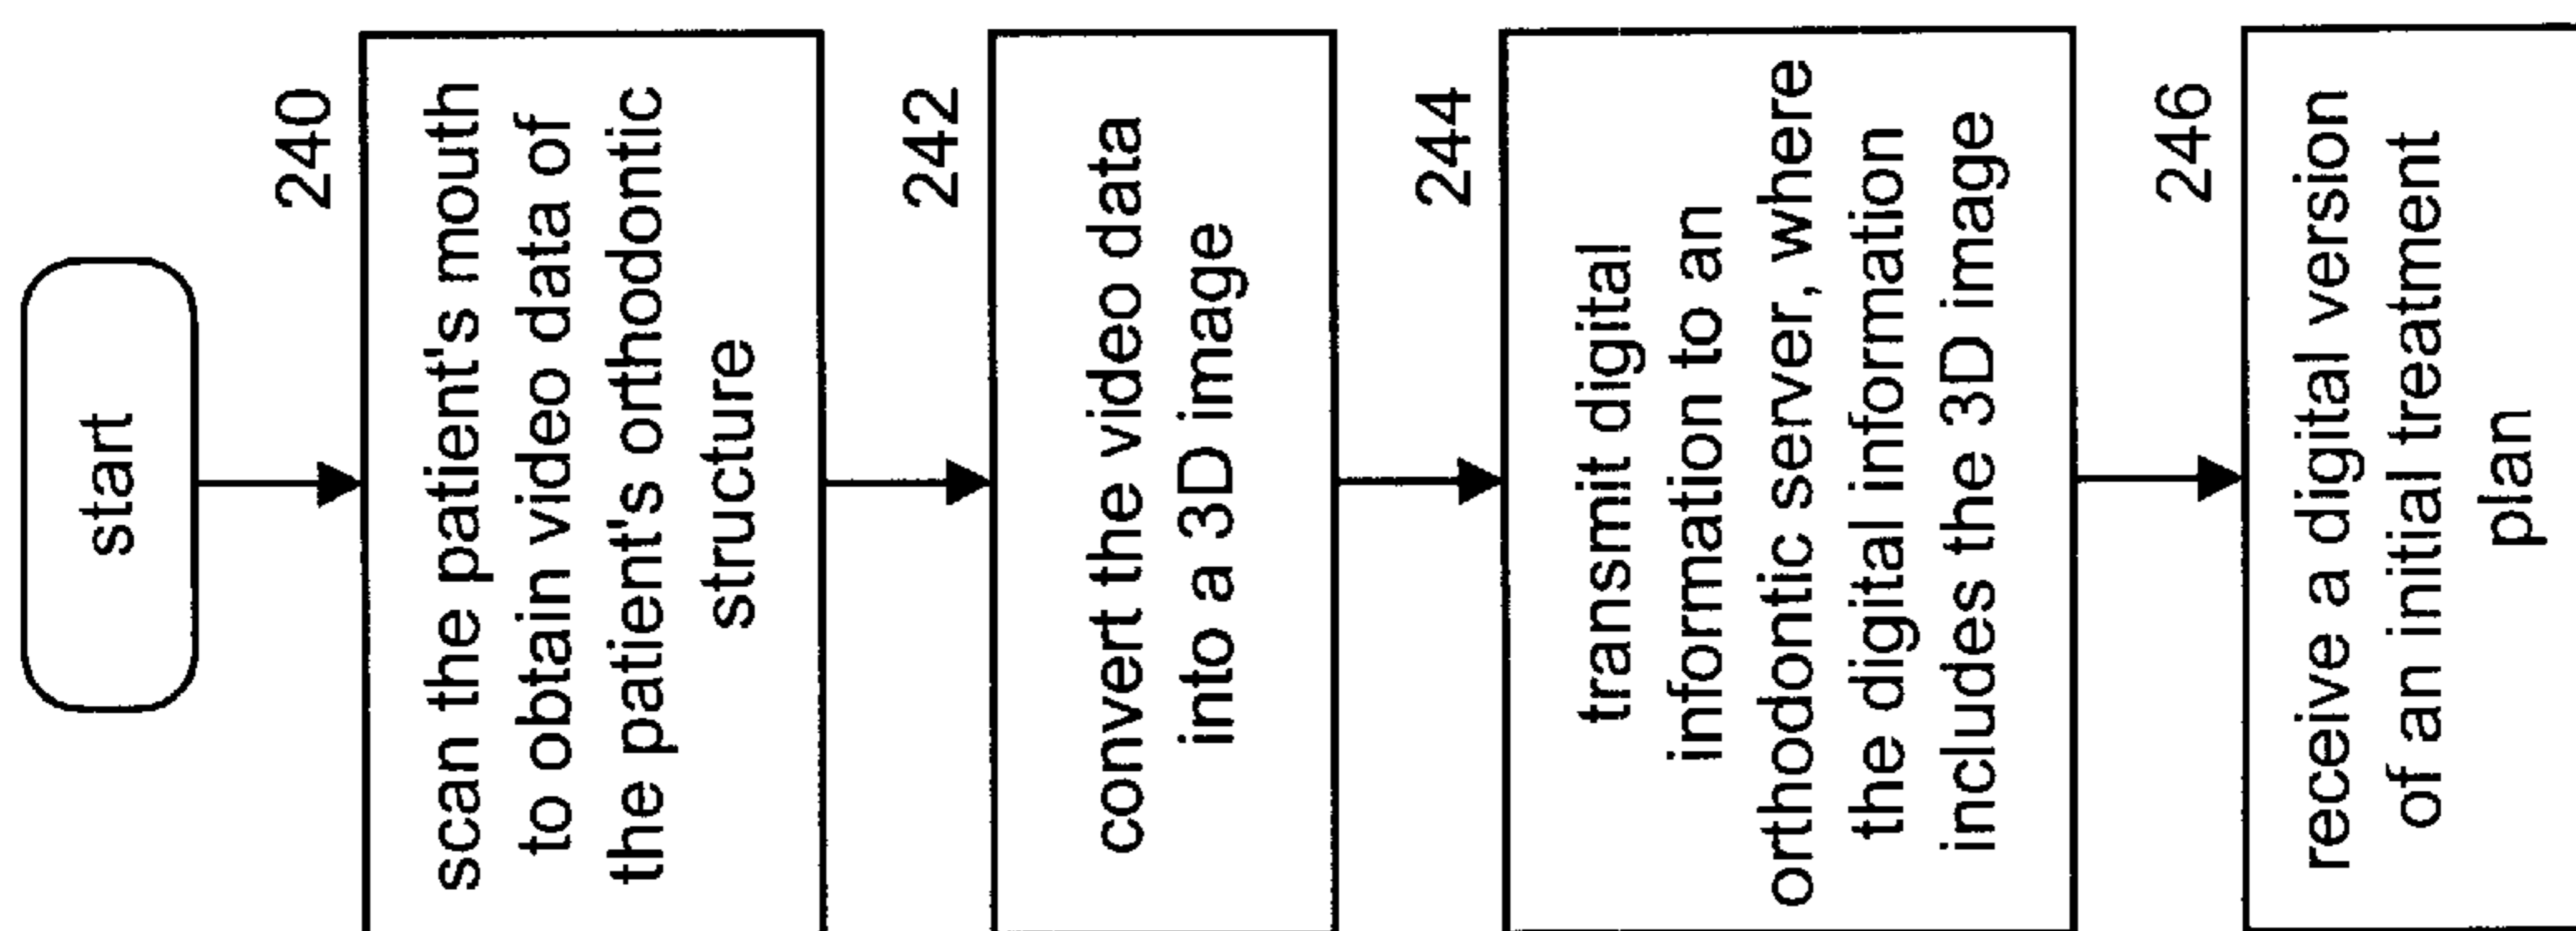 start
240
scan the patient's mouth
to obtain video data of
the patient's orthodontic
structure
242
convert the video data
into a 3D image
244
transmit digital
information to an
orthodontic server, where
the digital information
includes the 3D image
246
receive a digital version
of an initial treatment
plan